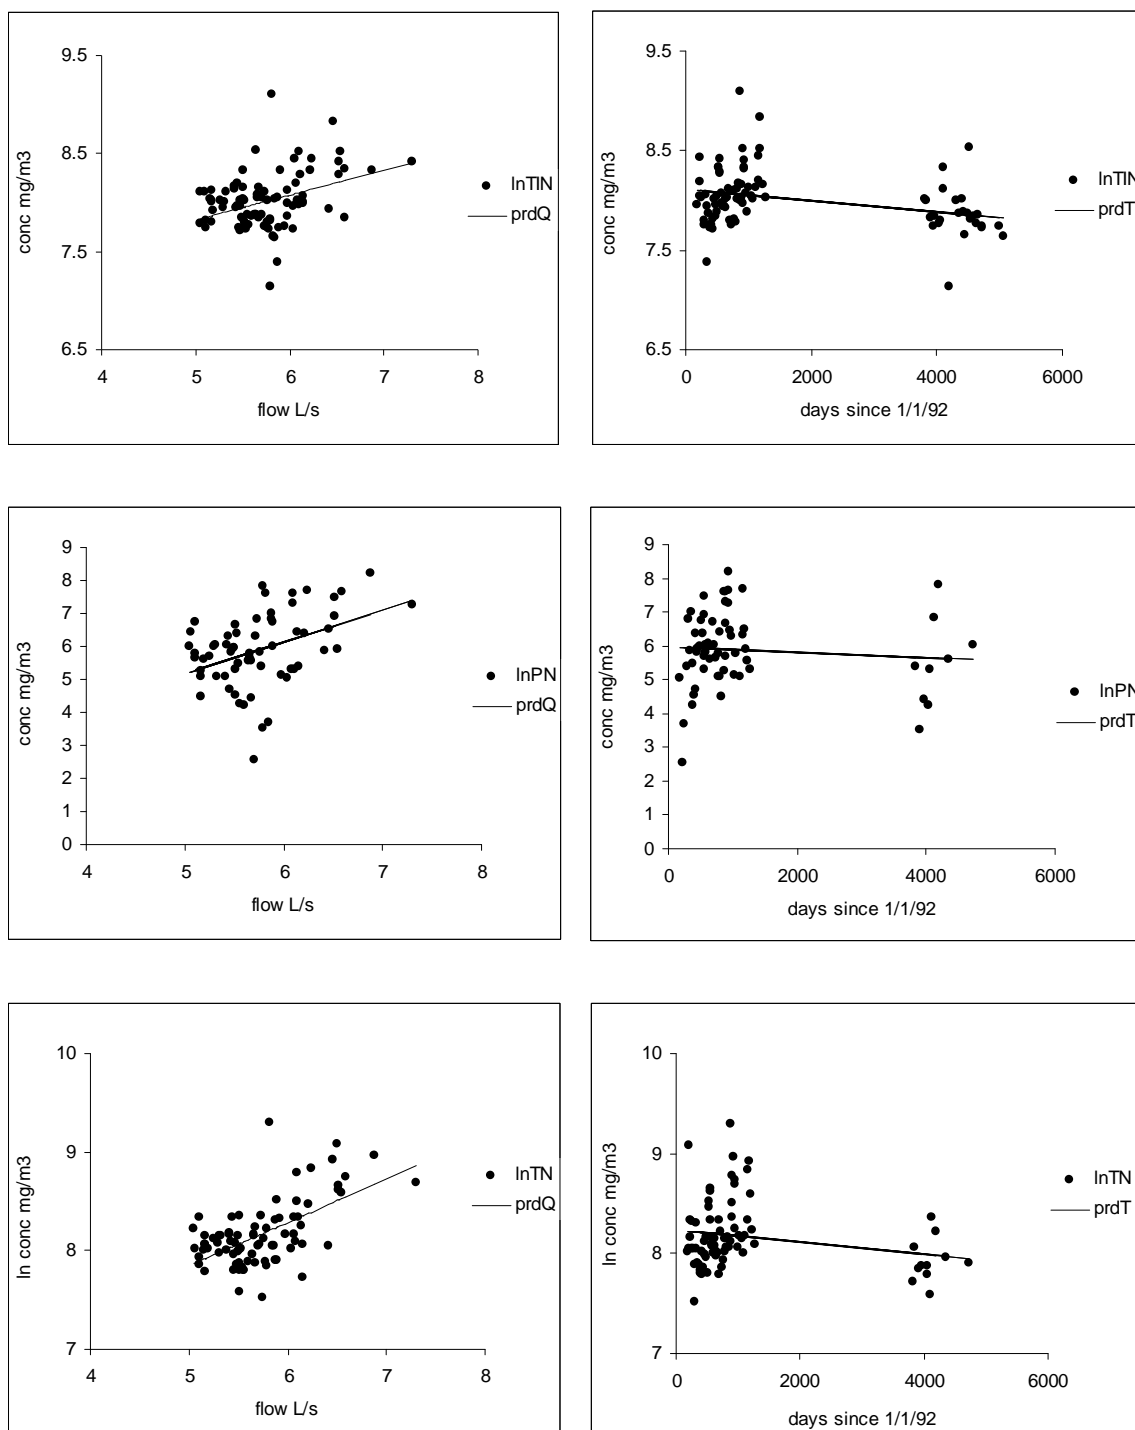 9.5
8.5
7.5
6.5
conc mg/m3
4
5
6
7
8
flow L/s
lnTIN
prdQ
9.5
8.5
7.5
6.5
conc mg/m3
0
2000
4000
6000
days since 1/1/92
lnTIN
prdT
9
8
7
6
5
4
3
2
1
0
conc mg/m3
4
5
6
7
8
flow L/s
lnPN
prdQ
9
8
7
6
5
4
3
2
1
0
conc mg/m3
0
2000
4000
6000
days since 1/1/92
lnPN
prdT
10
9
8
7
ln conc mg/m3
4
5
6
7
8
flow L/s
lnTN
prdQ
10
9
8
7
ln conc mg/m3
0
2000
4000
6000
days since 1/1/92
lnTN
prdT